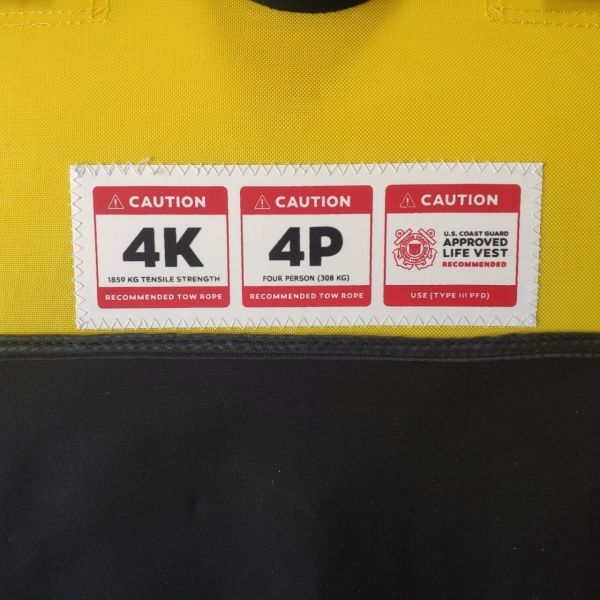 CAUTION
4K
1859 KG TENSILE STRENGTH
RECOMMENDED TOW ROPE
CAUTION
4P
FOUR PERSON (308 KG)
RECOMMENDED TOW ROPE
CAUTION
U.S. COAST GUARD
APPROVED
LIFE VEST
RECOMMENDED
USE (TYPE III PFD)